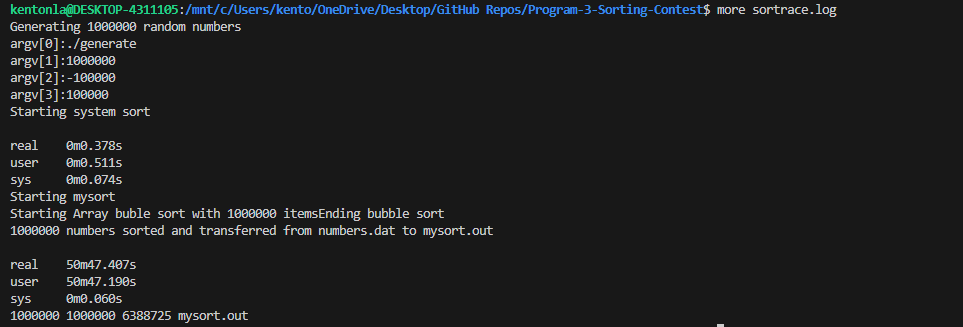 kentonla@DESKTOP-4311105:/mnt/c/Users/kento/OneDrive/Desktop/GitHub Repos/Program-3-Sorting-Contest$ more sortrace.log
Generating 1000000 random numbers
argv[0]:./generate
argv[1]:1000000
argv[2]:-100000
argv[3]:100000
Starting system sort
real    0m0.378s
user    0m0.511s
sys     0m0.074s
Starting mysort
Starting Array buble sort with 1000000 itemsEnding bubble sort
1000000 numbers sorted and transferred from numbers.dat to mysort.out
real    50m47.407s
user    50m47.190s
sys     0m0.060s
1000000 1000000 6388725 mysort.out